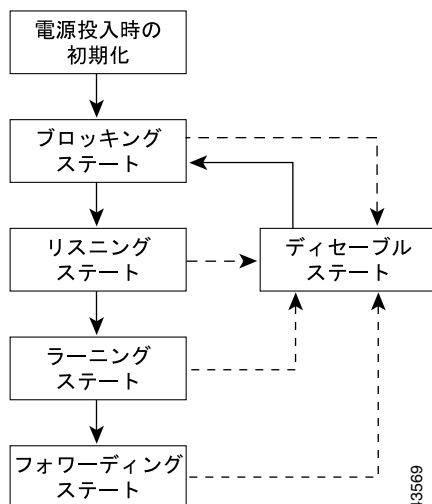 電源投入時の
初期化
ブロッキング
ステート
リスニング
ステート
ディセーブル
ステート
ラーニング
ステート
フォワーディング
ステート
43569